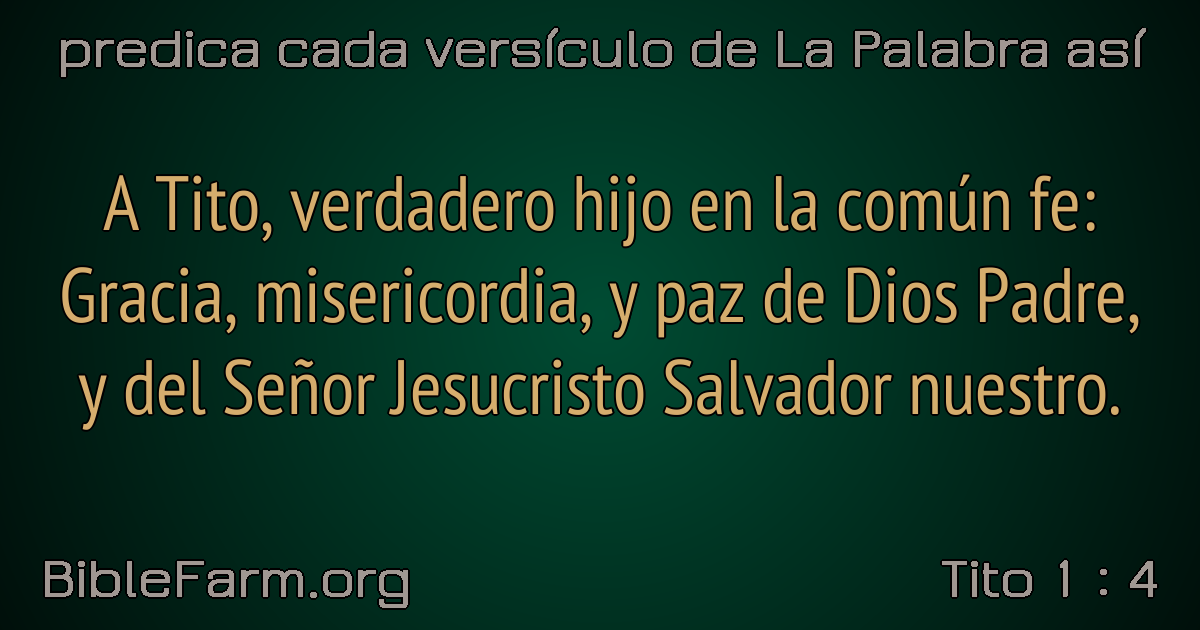 predica cada versículo de La Palabra así
A Tito, verdadero hijo en la común fe:
Gracia, misericordia, y paz de Dios Padre,
y del Señor Jesucristo Salvador nuestro.
BibleFarm.org
Tito 1 : 4